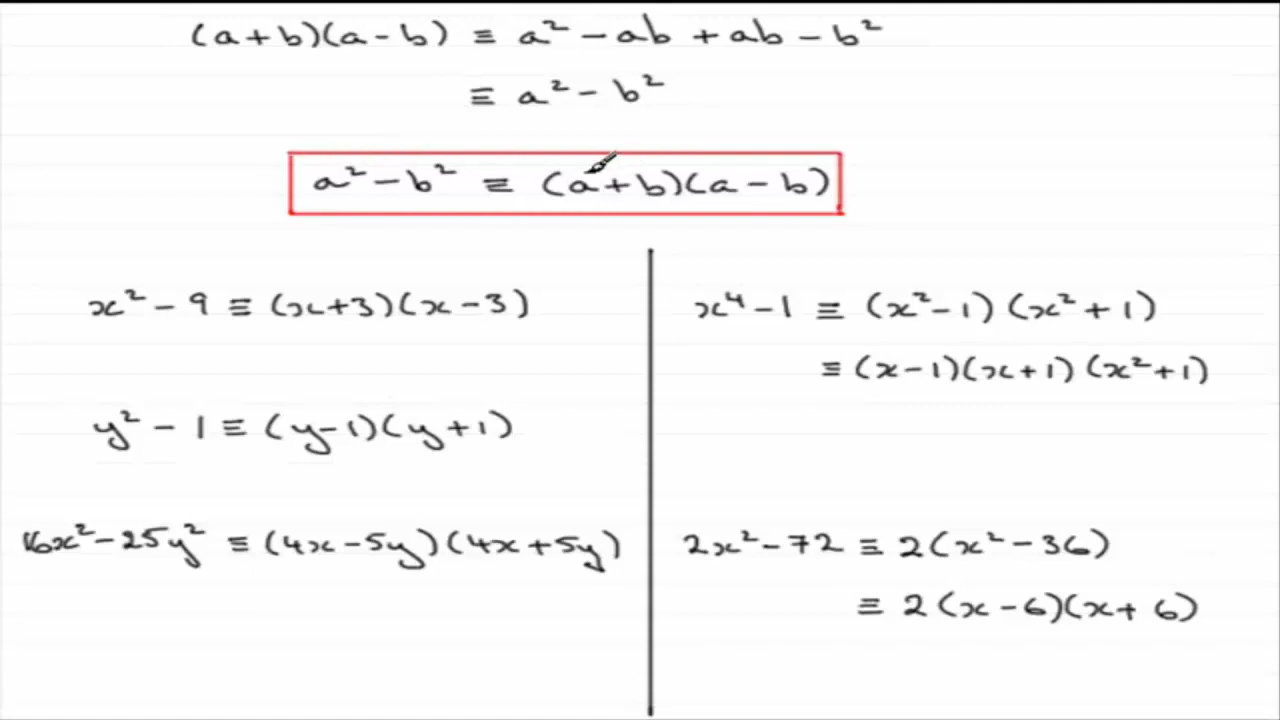 (a+b)(a-b) ≡ a² - ab + ab - b²
≡ a² - b²
a² - b² ≡ (a+b)(a-b)
x² - 9 ≡ (x+3)(x-3)
y² - 1 ≡ (y-1)(y+1)
16x² - 25y² ≡ (4x-5y)(4x+5y)
x⁴ - 1 ≡ (x²-1)(x²+1)
≡ (x-1)(x+1)(x²+1)
2x² - 72 ≡ 2(x²-36)
≡ 2(x-6)(x+6)